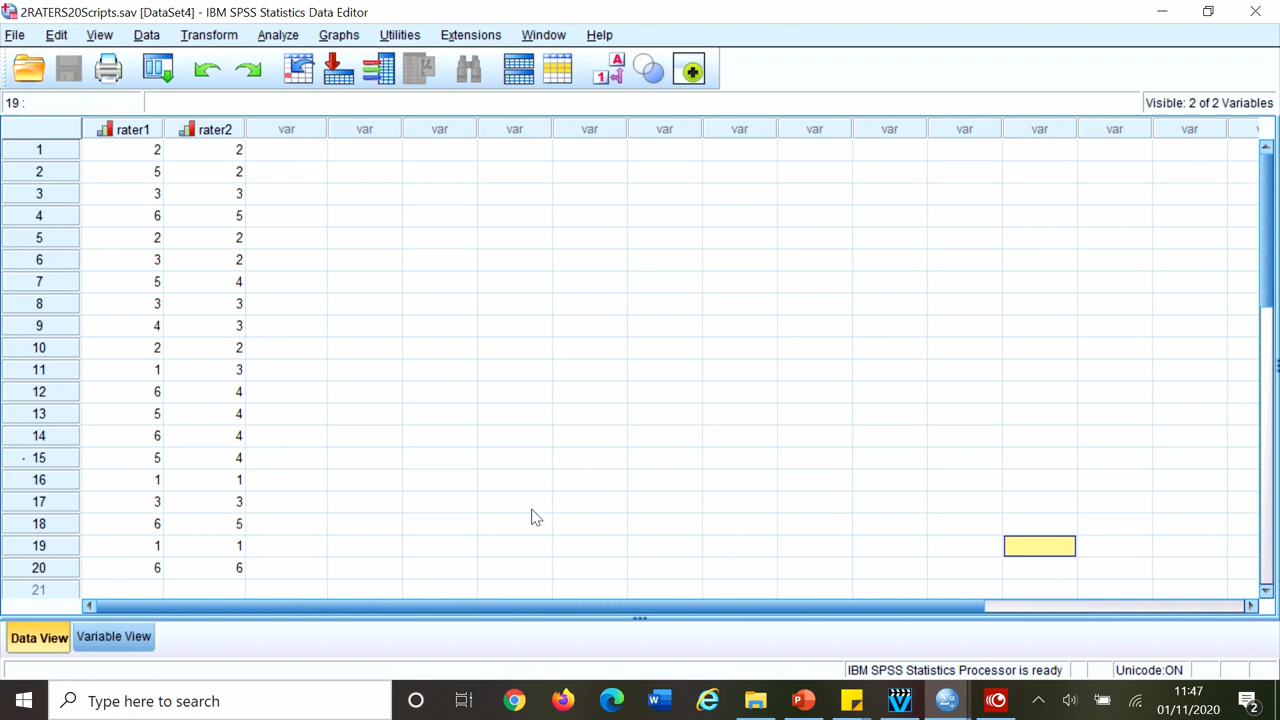 2RATERS20Scripts.sav [DataSet4] - IBM SPSS Statistics Data Editor
File Edit View Data Transform Analyze Graphs Utilities Extensions Window Help
19 : Visible: 2 of 2 Variables
rater1 rater2 var var var var var var var var var var var var var
1 2 2
2 5 2
3 3 3
4 6 5
5 2 2
6 3 2
7 5 4
8 3 3
9 4 3
10 2 2
11 1 3
12 6 4
13 5 4
14 6 4
15 5 4
16 1 1
17 3 3
18 6 5
19 1 1
20 6 6
21
Data View Variable View
IBM SPSS Statistics Processor is ready Unicode:ON
Type here to search 11:47
01/11/2020 2